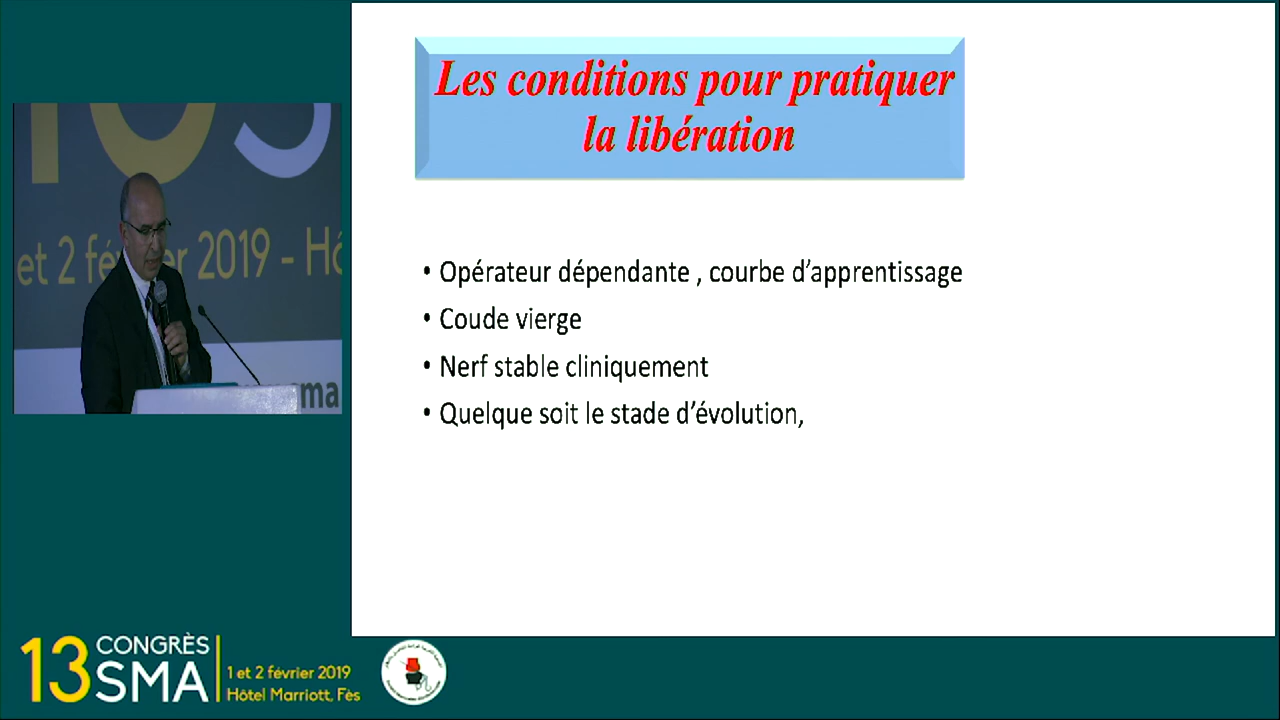 Les conditions pour pratiquer
la libération
• Opérateur dépendante , courbe d’apprentissage
• Coude vierge
• Nerf stable cliniquement
• Quelque soit le stade d’évolution,
et 2 février 2019 - Hô
sma
13 CONGRÈS
SMA
1 et 2 février 2019
Hôtel Marriott, Fès